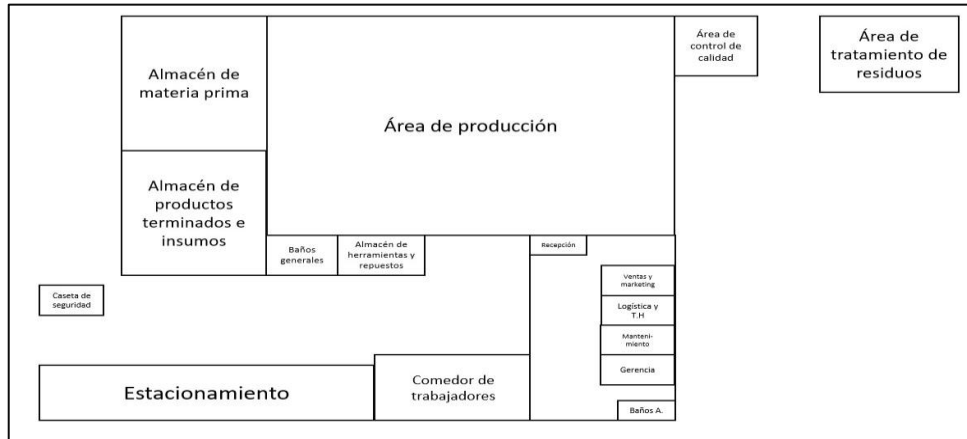 Almacén de
materia prima
Área de producción
Área de
control de
calidad
Área de
tratamiento de
residuos
Almacén de
productos
terminados e
insumos
Baños
generales
Almacén de
herramientas y
repuestos
Recepción
Ventas y
marketing
Logística y
T.H
Manteni-
miento
Gerencia
Baños A.
Caseta de
seguridad
Estacionamiento
Comedor de
trabajadores